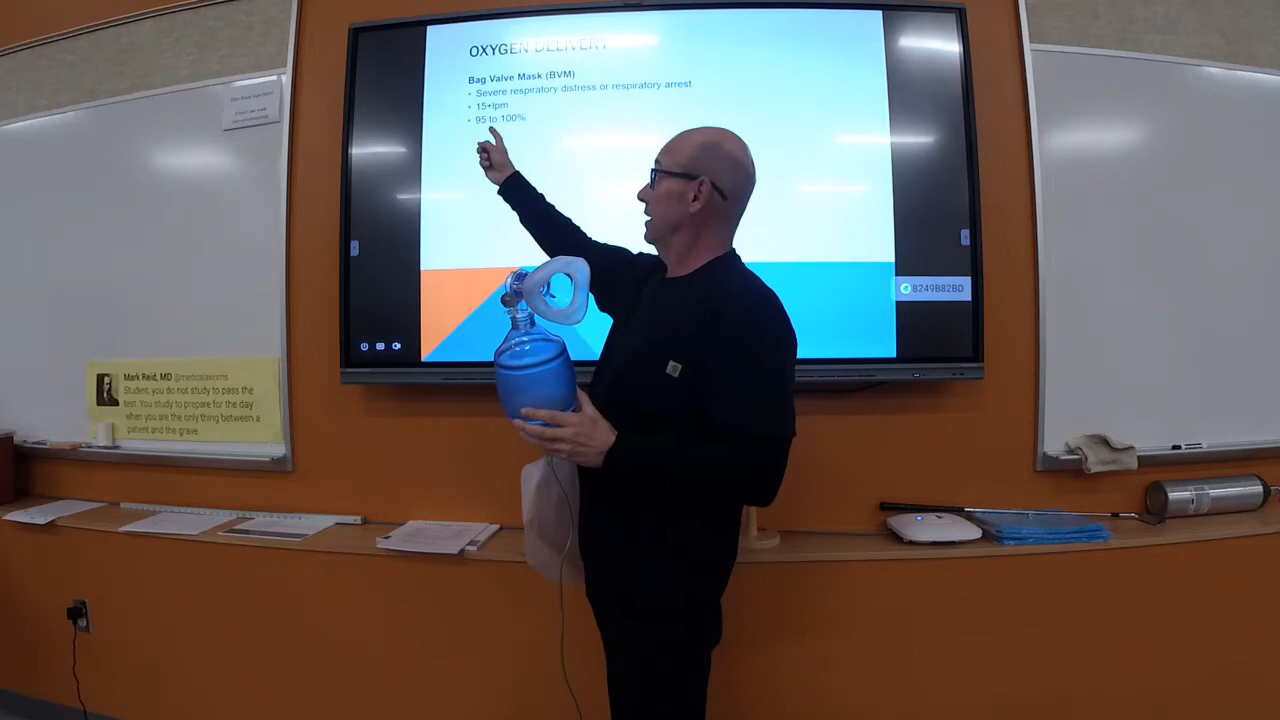 OXYGEN DELIVERY
Bag Valve Mask (BVM)
• Severe respiratory distress or respiratory arrest
• 15+lpm
• 95 to 100%
8249B82BD
Mark Reid, MD @medicalaxioms
Student, you do not study to pass the
test. You study to prepare for the day
when you are the only thing between a
patient and the grave.